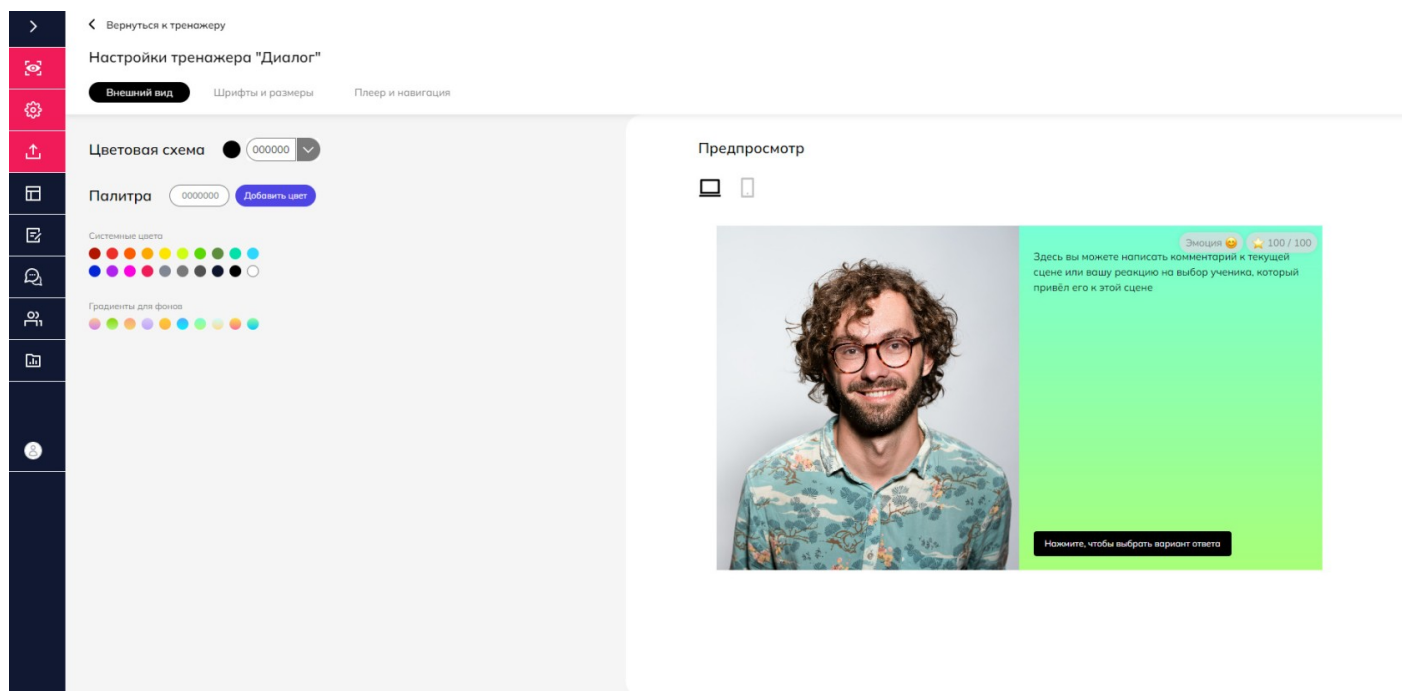 Вернуться к тренажеру
Настройки тренажера "Диалог"
Внешний вид
Шрифты и размеры
Плеер и навигация
Цветовая схема
000000
Палитра
0000000
Добавить цвет
Системные цвета
Градиенты для фонов
Предпросмотр
Эмоция 😄
⭐ 100 / 100
Здесь вы можете написать комментарий к текущей
сцене или вашу реакцию на выбор ученика, который
привёл его к этой сцене
Нажмите, чтобы выбрать вариант ответа